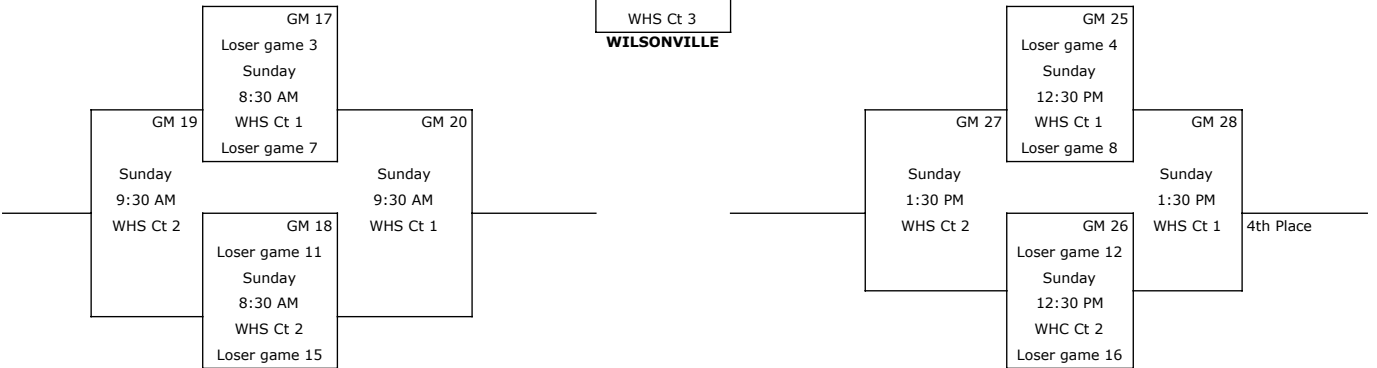 WHS Ct 3
WILSONVILLE
GM 17
Loser game 3
Sunday
8:30 AM
WHS Ct 1
Loser game 7
GM 19
Sunday
9:30 AM
WHS Ct 2
GM 20
Sunday
9:30 AM
WHS Ct 1
GM 18
Loser game 11
Sunday
8:30 AM
WHS Ct 2
Loser game 15
GM 25
Loser game 4
Sunday
12:30 PM
WHS Ct 1
Loser game 8
GM 27
Sunday
1:30 PM
WHS Ct 2
GM 28
Sunday
1:30 PM
WHS Ct 1
4th Place
GM 26
Loser game 12
Sunday
12:30 PM
WHC Ct 2
Loser game 16